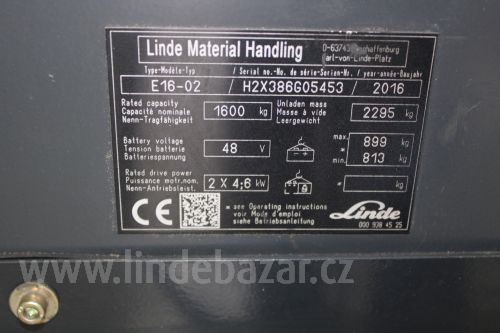 Linde Material Handling
D-63743 Aschaffenburg
Carl-von-Linde-Platz
Type-Modèle-Typ / Serial no.-No. de série-Serien-Nr. / year-année-Baujahr
E16-02 / H2X386G05453 / 2016
Rated capacity
Capacité nominale
Nenn-Tragfähigkeit
1600 kg
Unladen mass
Masse à vide
Leergewicht
2295 kg
Battery voltage
Tension batterie
Batteriespannung
48 V
max. 899 kg
*
min. 813 kg
Rated drive power
Puissance motr.nom.
Nenn-Antriebsleist.
2 X 4;6 kW
* kg
CE
* see Operating instructions
voir Mode d'emploi
siehe Betriebsanleitung
Linde
000 938 45 25
www.lindebazar.cz